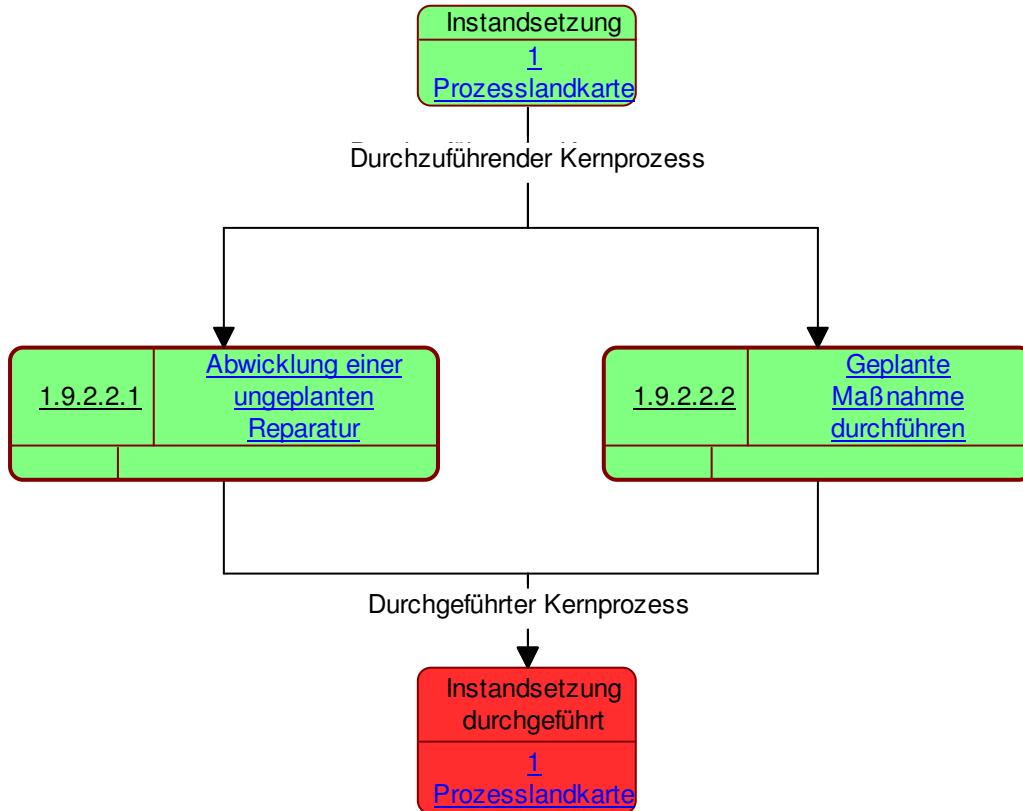 Instandsetzung
1
Prozesslandkarte
Durchzuführender Kernprozess
1.9.2.2.1
Abwicklung einer
ungeplanten
Reparatur
1.9.2.2.2
Geplante
Maßnahme
durchführen
Durchgeführter Kernprozess
Instandsetzung
durchgeführt
1
Prozesslandkarte